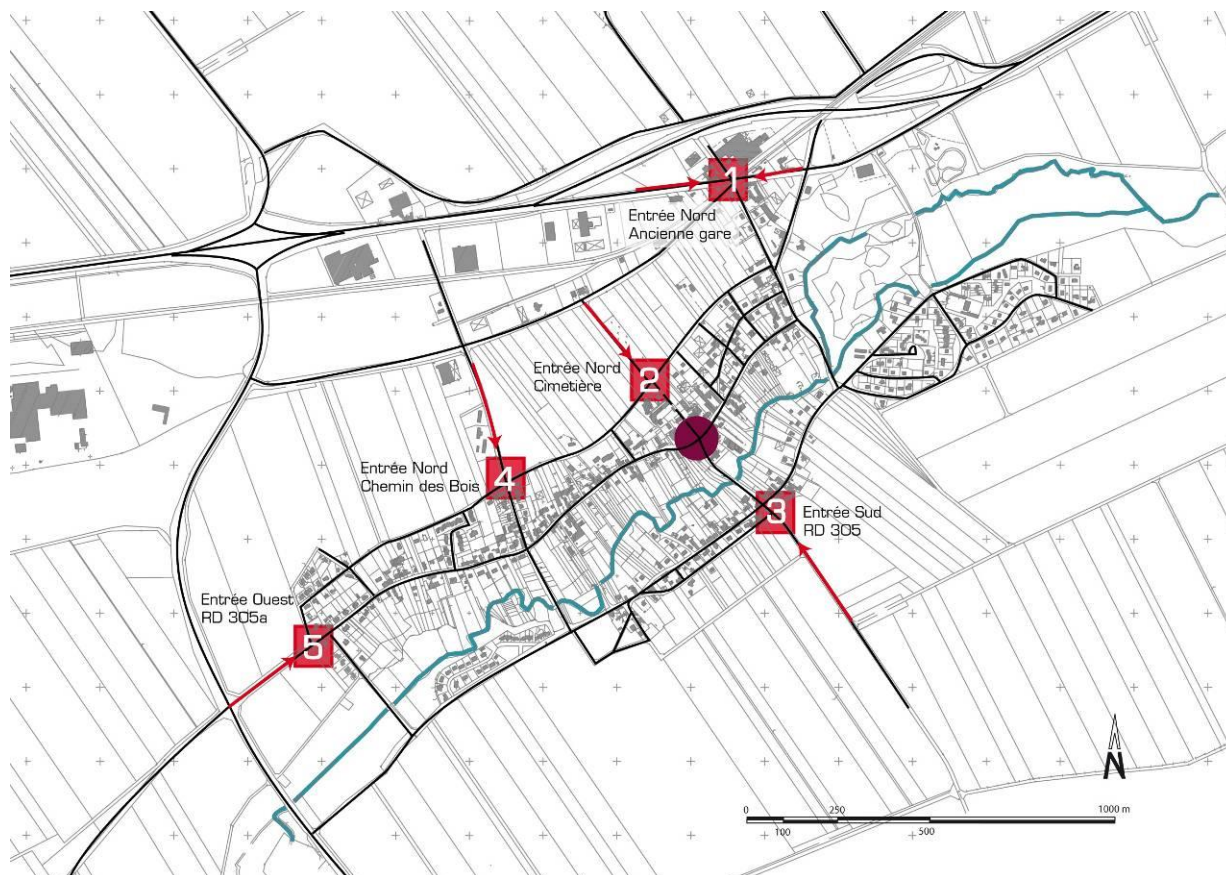 1
Entrée Nord
Ancienne gare
Entrée Nord
Cimetière
2
Entrée Nord
Chemin des Bois
4
3
Entrée Sud
RD 305
Entrée Ouest
RD 305a
5
N
0 250 1000 m
100 500